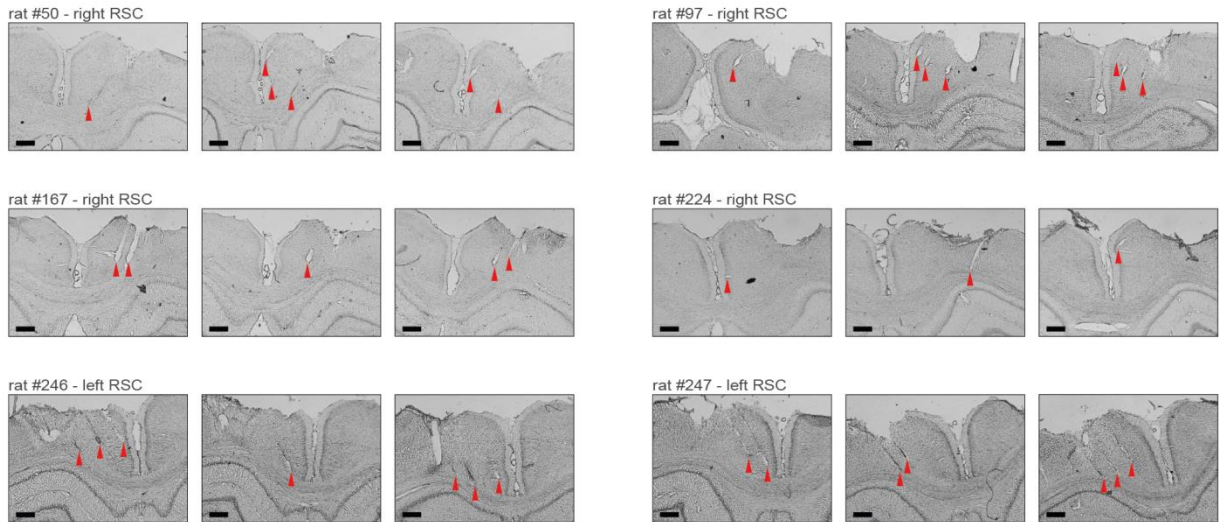 rat #50 - right RSC
rat #97 - right RSC
rat #167 - right RSC
rat #224 - right RSC
rat #246 - left RSC
rat #247 - left RSC